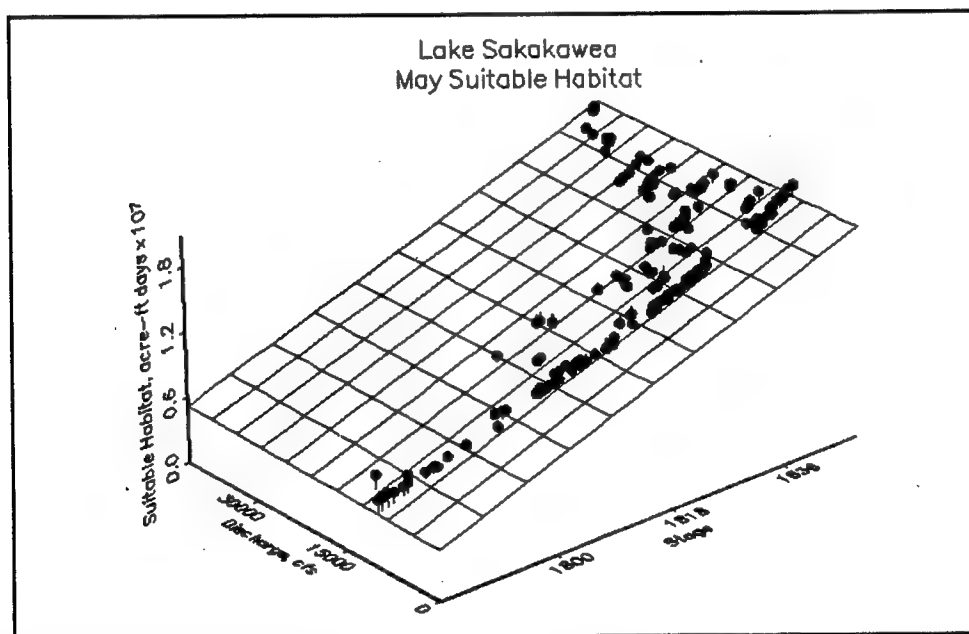 Lake Sakakawea
May Suitable Habitat
Suitable Habitat, acre-ft days x 107
1.8
1.2
0.6
0.0
30000
15000
0
Discharge, cfs
1800
1818
1836
Stage